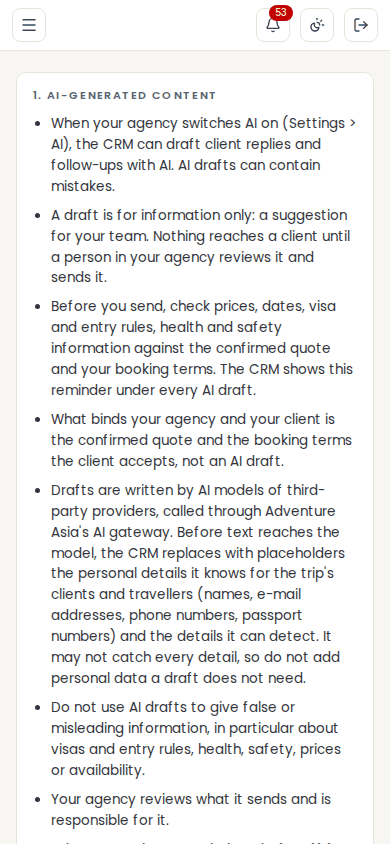 53
1. AI-GENERATED CONTENT
• When your agency switches AI on (Settings >
AI), the CRM can draft client replies and
follow-ups with AI. AI drafts can contain
mistakes.
• A draft is for information only: a suggestion
for your team. Nothing reaches a client until
a person in your agency reviews it and
sends it.
• Before you send, check prices, dates, visa
and entry rules, health and safety
information against the confirmed quote
and your booking terms. The CRM shows this
reminder under every AI draft.
• What binds your agency and your client is
the confirmed quote and the booking terms
the client accepts, not an AI draft.
• Drafts are written by AI models of third-
party providers, called through Adventure
Asia's AI gateway. Before text reaches the
model, the CRM replaces with placeholders
the personal details it knows for the trip's
clients and travellers (names, e-mail
addresses, phone numbers, passport
numbers) and the details it can detect. It
may not catch every detail, so do not add
personal data a draft does not need.
• Do not use AI drafts to give false or
misleading information, in particular about
visas and entry rules, health, safety, prices
or availability.
• Your agency reviews what it sends and is
responsible for it.